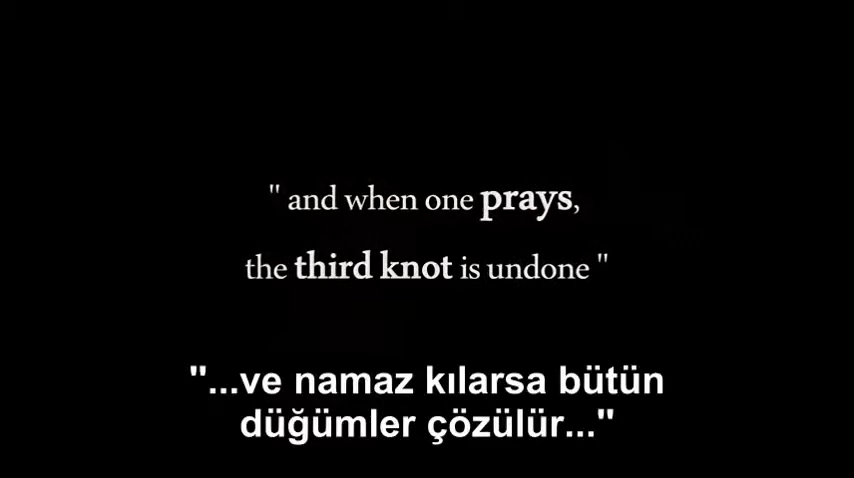 " and when one prays,
the third knot is undone "
"...ve namaz kılarsa bütün
düğümler çözülür..."